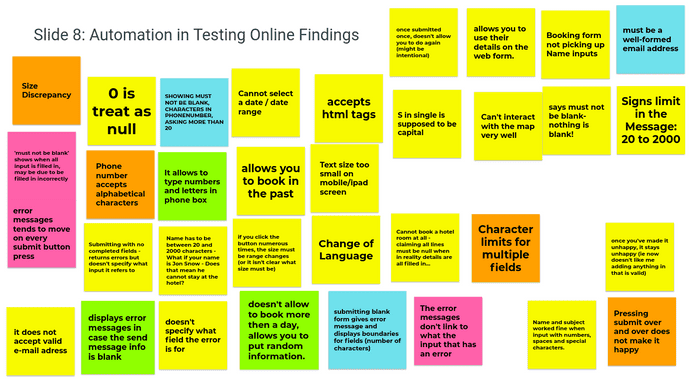 Slide 8: Automation in Testing Online Findings
once submitted
once, doesn't allow
you to do again
(might be
intentional)
allows you to
use their
details on the
web form.
Booking form
not picking up
Name inputs
must be a
well-formed
email address
Size
Discrepancy
0 is
treat as
null
SHOWING MUST
NOT BE BLANK,
CHARACTERS IN
PHONENUMBER,
ASKING MORE THAN
20
Cannot select
a date / date
range
accepts
html tags
S in single is
supposed to be
capital
Can't interact
with the map
very well
says must not
be blank-
nothing is
blank!
Signs limit
in the
Message:
20 to 2000
'must not be blank'
shows when all
input is filled in,
may be due to be
filled in incorrectly
error
messages
tends to move
on every
submit button
press
Phone
number
accepts
alphabetical
characters
It allows to
type numbers
and letters in
phone box
allows you
to book in
the past
Text size too
small on
mobile/ipad
screen
Submitting with no
completed fields -
returns errors but
doesn't specify what
input it refers to
Name has to be
between 20 and
2000 characters -
What if your name
is Jon Snow - Does
that mean he
cannot stay at the
hotel?
if you click the
button numerous
times, the size must
be range changes
(or it isn't clear what
size must be)
Change of
Language
Cannot book a hotel
room at all -
claiming all lines
must be null when
in reality details are
all filled in...
Character
limits for
multiple
fields
once you've made it
unhappy, it stays
unhappy (ie now
doesn't like me
adding anything in
that is valid)
it does not
accept valid
e-mail adress
displays error
messages in
case the send
message info
is blank
doesn't
specify what
field the error
is for
doesn't allow
to book more
then a day,
allows you to
put random
information.
submitting blank
form gives error
message and
displays boundaries
for fields (number of
characters)
The error
messages
don't link to
what the
input that has
an error
Name and subject
worked fine when
input with numbers,
spaces and special
characters.
Pressing
submit over
and over does
not make it
happy